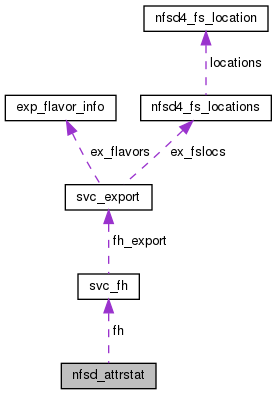 nfsd4_fs_location
locations
exp_flavor_info
nfsd4_fs_locations
ex_flavors
ex_fslocs
svc_export
fh_export
svc_fh
fh
nfsd_attrstat